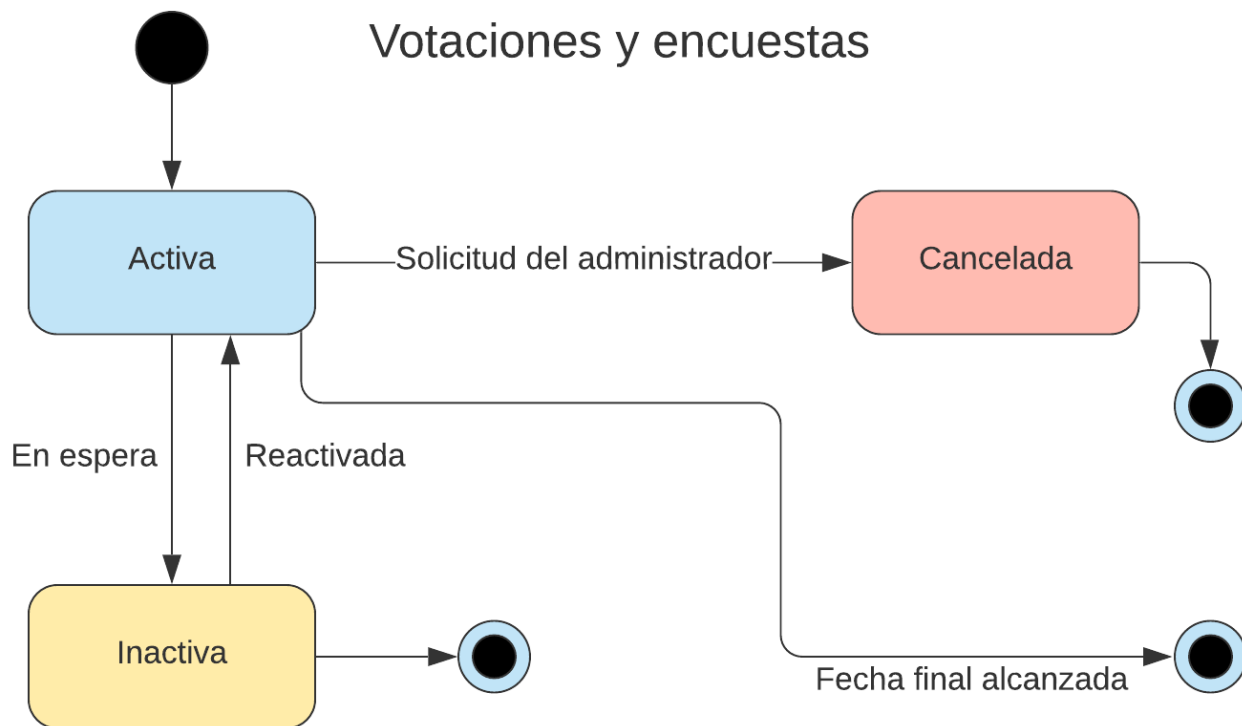 Votaciones y encuestas
Activa
Solicitud del administrador
Cancelada
En espera
Reactivada
Inactiva
Fecha final alcanzada